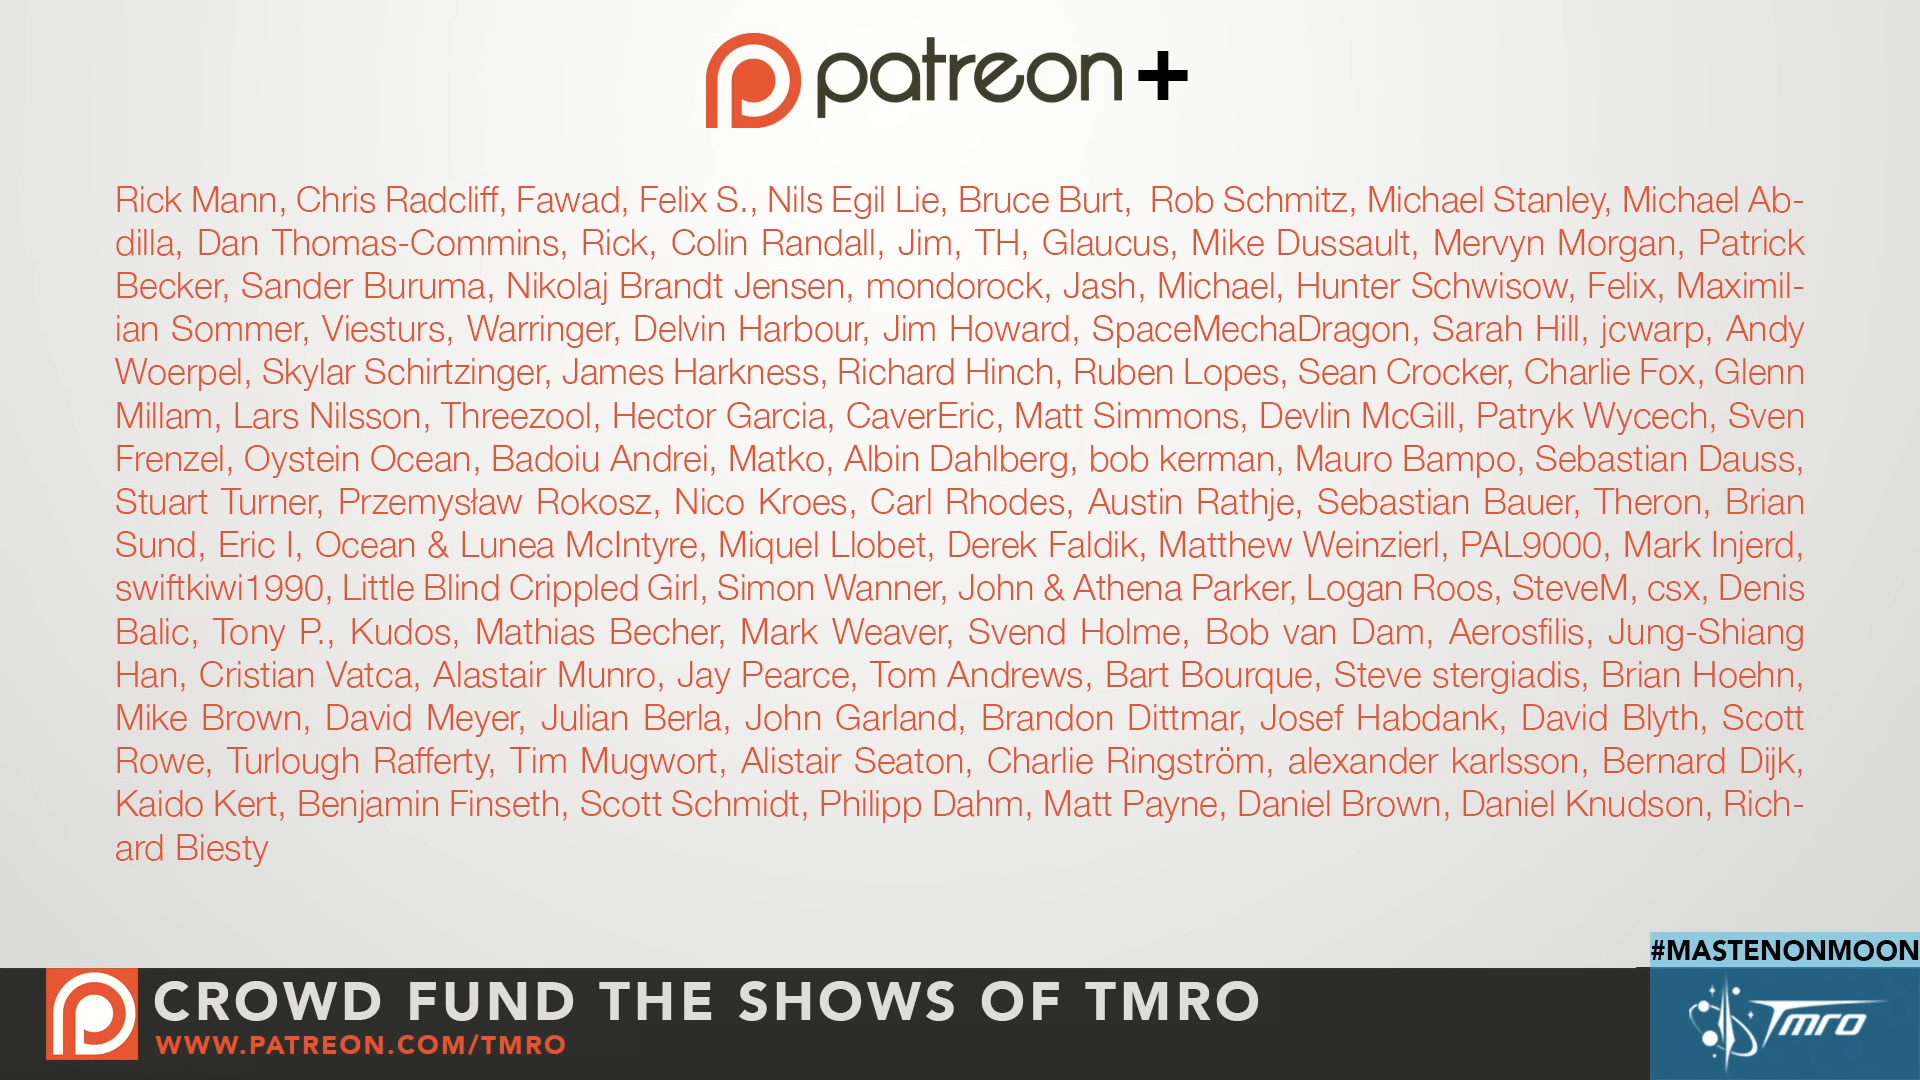 patreon +
Rick Mann, Chris Radcliff, Fawad, Felix S., Nils Egil Lie, Bruce Burt,  Rob Schmitz, Michael Stanley, Michael Ab-
dilla, Dan Thomas-Commins, Rick, Colin Randall, Jim, TH, Glaucus, Mike Dussault, Mervyn Morgan, Patrick
Becker, Sander Buruma, Nikolaj Brandt Jensen, mondorock, Jash, Michael, Hunter Schwisow, Felix, Maximil-
ian Sommer, Viesturs, Warringer, Delvin Harbour, Jim Howard, SpaceMechaDragon, Sarah Hill, jcwarp, Andy
Woerpel, Skylar Schirtzinger, James Harkness, Richard Hinch, Ruben Lopes, Sean Crocker, Charlie Fox, Glenn
Millam, Lars Nilsson, Threezool, Hector Garcia, CaverEric, Matt Simmons, Devlin McGill, Patryk Wycech, Sven
Frenzel, Oystein Ocean, Badoiu Andrei, Matko, Albin Dahlberg, bob kerman, Mauro Bampo, Sebastian Dauss,
Stuart Turner, Przemysław Rokosz, Nico Kroes, Carl Rhodes, Austin Rathje, Sebastian Bauer, Theron, Brian
Sund, Eric I, Ocean & Lunea McIntyre, Miquel Llobet, Derek Faldik, Matthew Weinzierl, PAL9000, Mark Injerd,
swiftkiwi1990, Little Blind Crippled Girl, Simon Wanner, John & Athena Parker, Logan Roos, SteveM, csx, Denis
Balic, Tony P., Kudos, Mathias Becher, Mark Weaver, Svend Holme, Bob van Dam, Aerosfilis, Jung-Shiang
Han, Cristian Vatca, Alastair Munro, Jay Pearce, Tom Andrews, Bart Bourque, Steve stergiadis, Brian Hoehn,
Mike Brown, David Meyer, Julian Berla, John Garland, Brandon Dittmar, Josef Habdank, David Blyth, Scott
Rowe, Turlough Rafferty, Tim Mugwort, Alistair Seaton, Charlie Ringström, alexander karlsson, Bernard Dijk,
Kaido Kert, Benjamin Finseth, Scott Schmidt, Philipp Dahm, Matt Payne, Daniel Brown, Daniel Knudson, Rich-
ard Biesty
#MASTENONMOON
CROWD FUND THE SHOWS OF TMRO
WWW.PATREON.COM/TMRO
Tmro